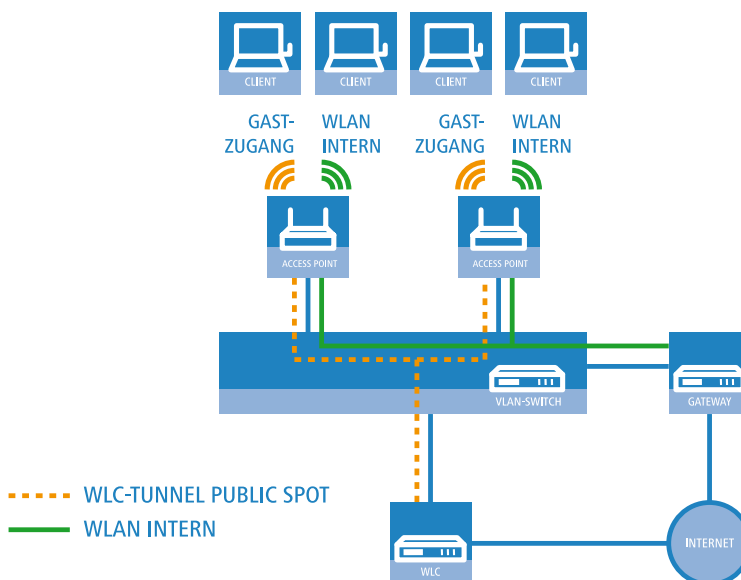 CLIENT
CLIENT
CLIENT
CLIENT
GAST-
ZUGANG
WLAN
INTERN
GAST-
ZUGANG
WLAN
INTERN
ACCESS POINT
ACCESS POINT
VLAN-SWITCH
GATEWAY
WLC-TUNNEL PUBLIC SPOT
WLAN INTERN
INTERNET
WLC